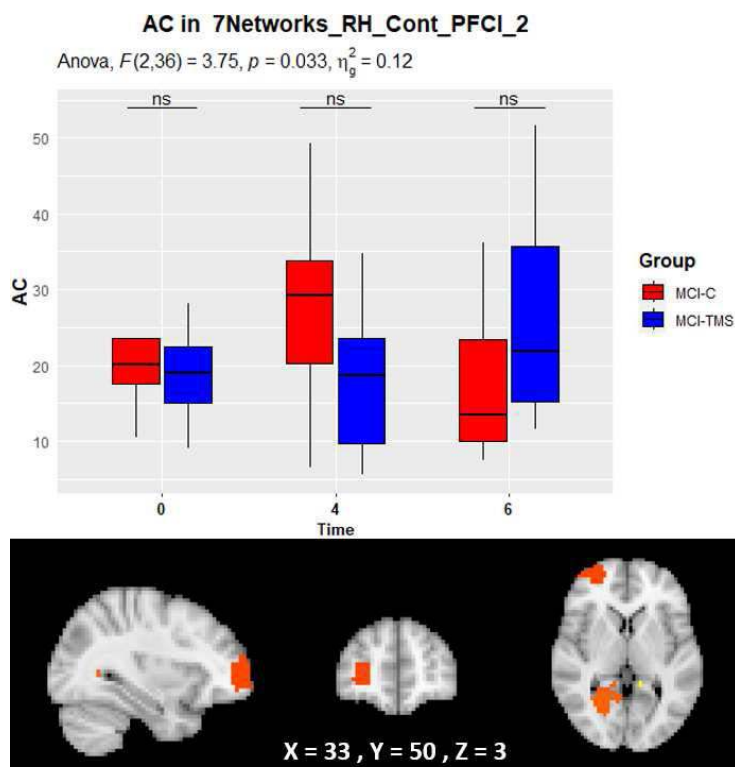 AC in 7Networks_RH_Cont_PFCl_2
Anova, F(2,36) = 3.75, p = 0.033, η²g = 0.12
ns ns ns
50
40
30
20
10
AC
0 4 6
Time
Group
MCI-C
MCI-TMS
X = 33 , Y = 50 , Z = 3